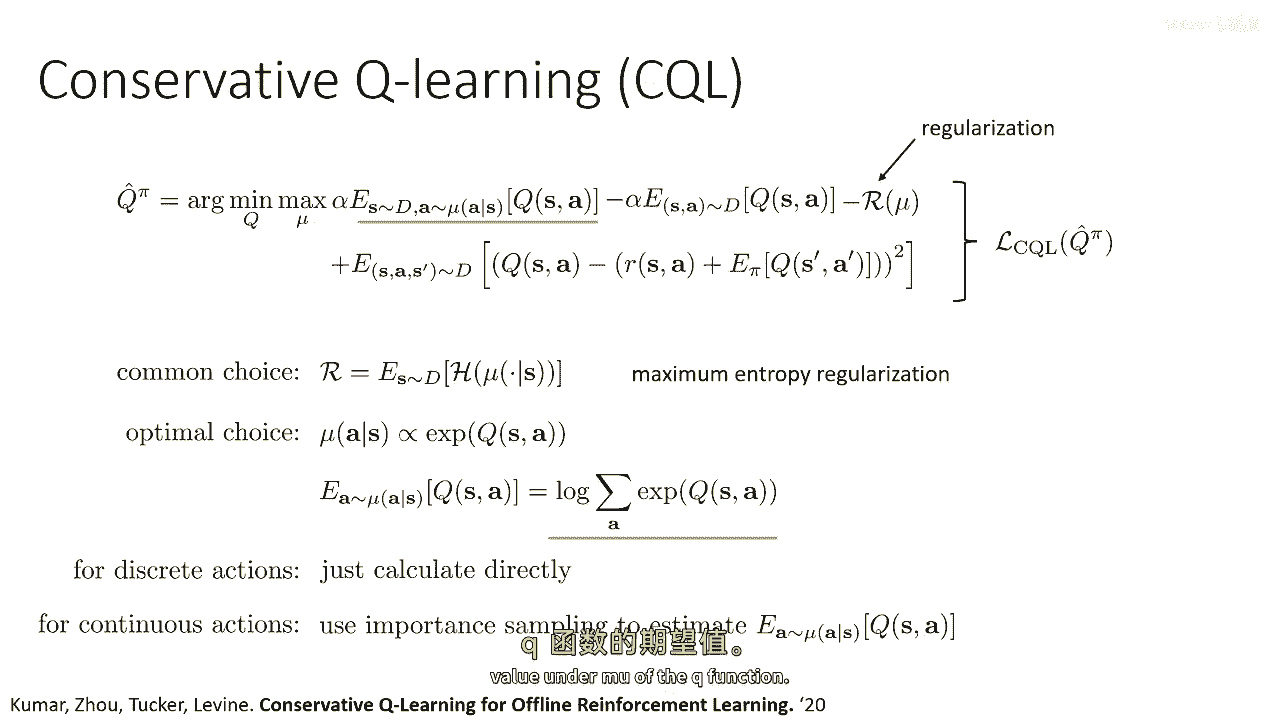 Conservative Q-learning (CQL)
regularization
$\hat{Q}^\pi = \arg\min_Q \max_\mu \alpha E_{\mathbf{s}\sim D, \mathbf{a}\sim\mu(\mathbf{a}|\mathbf{s})}[Q(\mathbf{s},\mathbf{a})] - \alpha E_{(\mathbf{s},\mathbf{a})\sim D}[Q(\mathbf{s},\mathbf{a})] - \mathcal{R}(\mu)$
$+ E_{(\mathbf{s},\mathbf{a},\mathbf{s}')\sim D}\left[(Q(\mathbf{s},\mathbf{a}) - (r(\mathbf{s},\mathbf{a}) + E_\pi[Q(\mathbf{s}',\mathbf{a}')]))^2\right]$
$\mathcal{L}_{\mathrm{CQL}}(\hat{Q}^\pi)$
common choice: $\mathcal{R} = E_{\mathbf{s}\sim D}[\mathcal{H}(\mu(\cdot|\mathbf{s}))]$ maximum entropy regularization
optimal choice: $\mu(\mathbf{a}|\mathbf{s}) \propto \exp(Q(\mathbf{s},\mathbf{a}))$
$E_{\mathbf{a}\sim\mu(\mathbf{a}|\mathbf{s})}[Q(\mathbf{s},\mathbf{a})] = \log\sum_{\mathbf{a}}\exp(Q(\mathbf{s},\mathbf{a}))$
for discrete actions: just calculate directly
for continuous actions: use importance sampling to estimate $E_{\mathbf{a}\sim\mu(\mathbf{a}|\mathbf{s})}[Q(\mathbf{s},\mathbf{a})]$
q 函数的期望值。
value under mu of the q function.
Kumar, Zhou, Tucker, Levine. Conservative Q-Learning for Offline Reinforcement Learning. ‘20